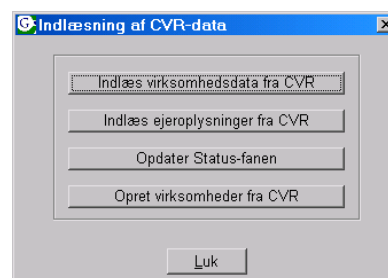 Indlæsning af CVR-data
Indlæs virksomhedsdata fra CVR
Indlæs ejeroplysninger fra CVR
Opdater Status-fanen
Opret virksomheder fra CVR
Luk